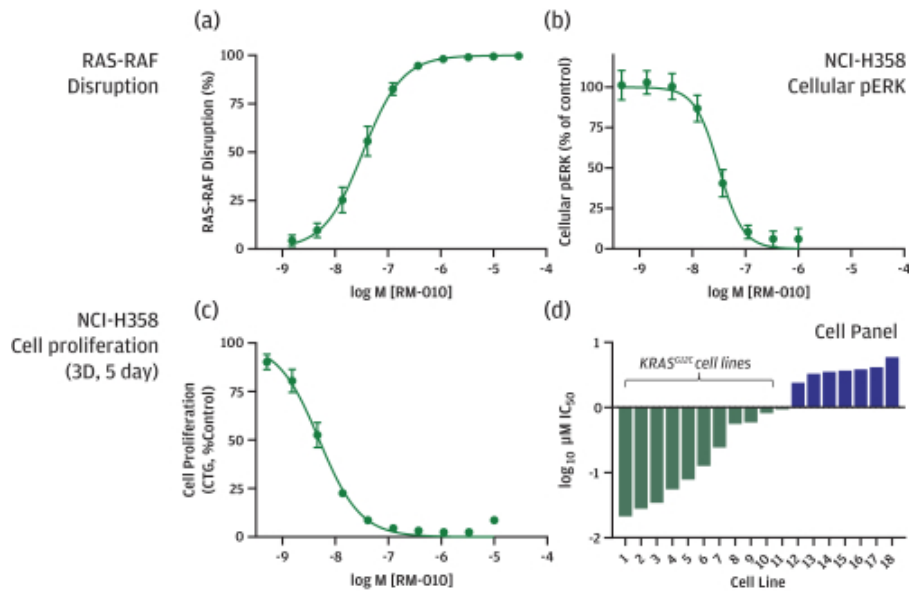 (a)
RAS-RAF
Disruption
RAS-RAF Disruption (%)
100
75
50
25
0
-9
-8
-7
-6
-5
-4
log M [RM-010]
(b)
NCI-H358
Cellular pERK
Cellular pERK (% of control)
100
75
50
25
0
-9
-8
-7
-6
-5
-4
log M [RM-010]
(c)
NCI-H358
Cell proliferation
(3D, 5 day)
Cell Proliferation
(CTG, %Control)
100
75
50
25
0
-9
-8
-7
-6
-5
-4
log M [RM-010]
(d)
Cell Panel
KRASᴳ¹²ᶜ cell lines
log₁₀ µM IC₅₀
1
0
-1
-2
1 2 3 4 5 6 7 8 9 10 11 12 13 14 15 16 17 18
Cell Line